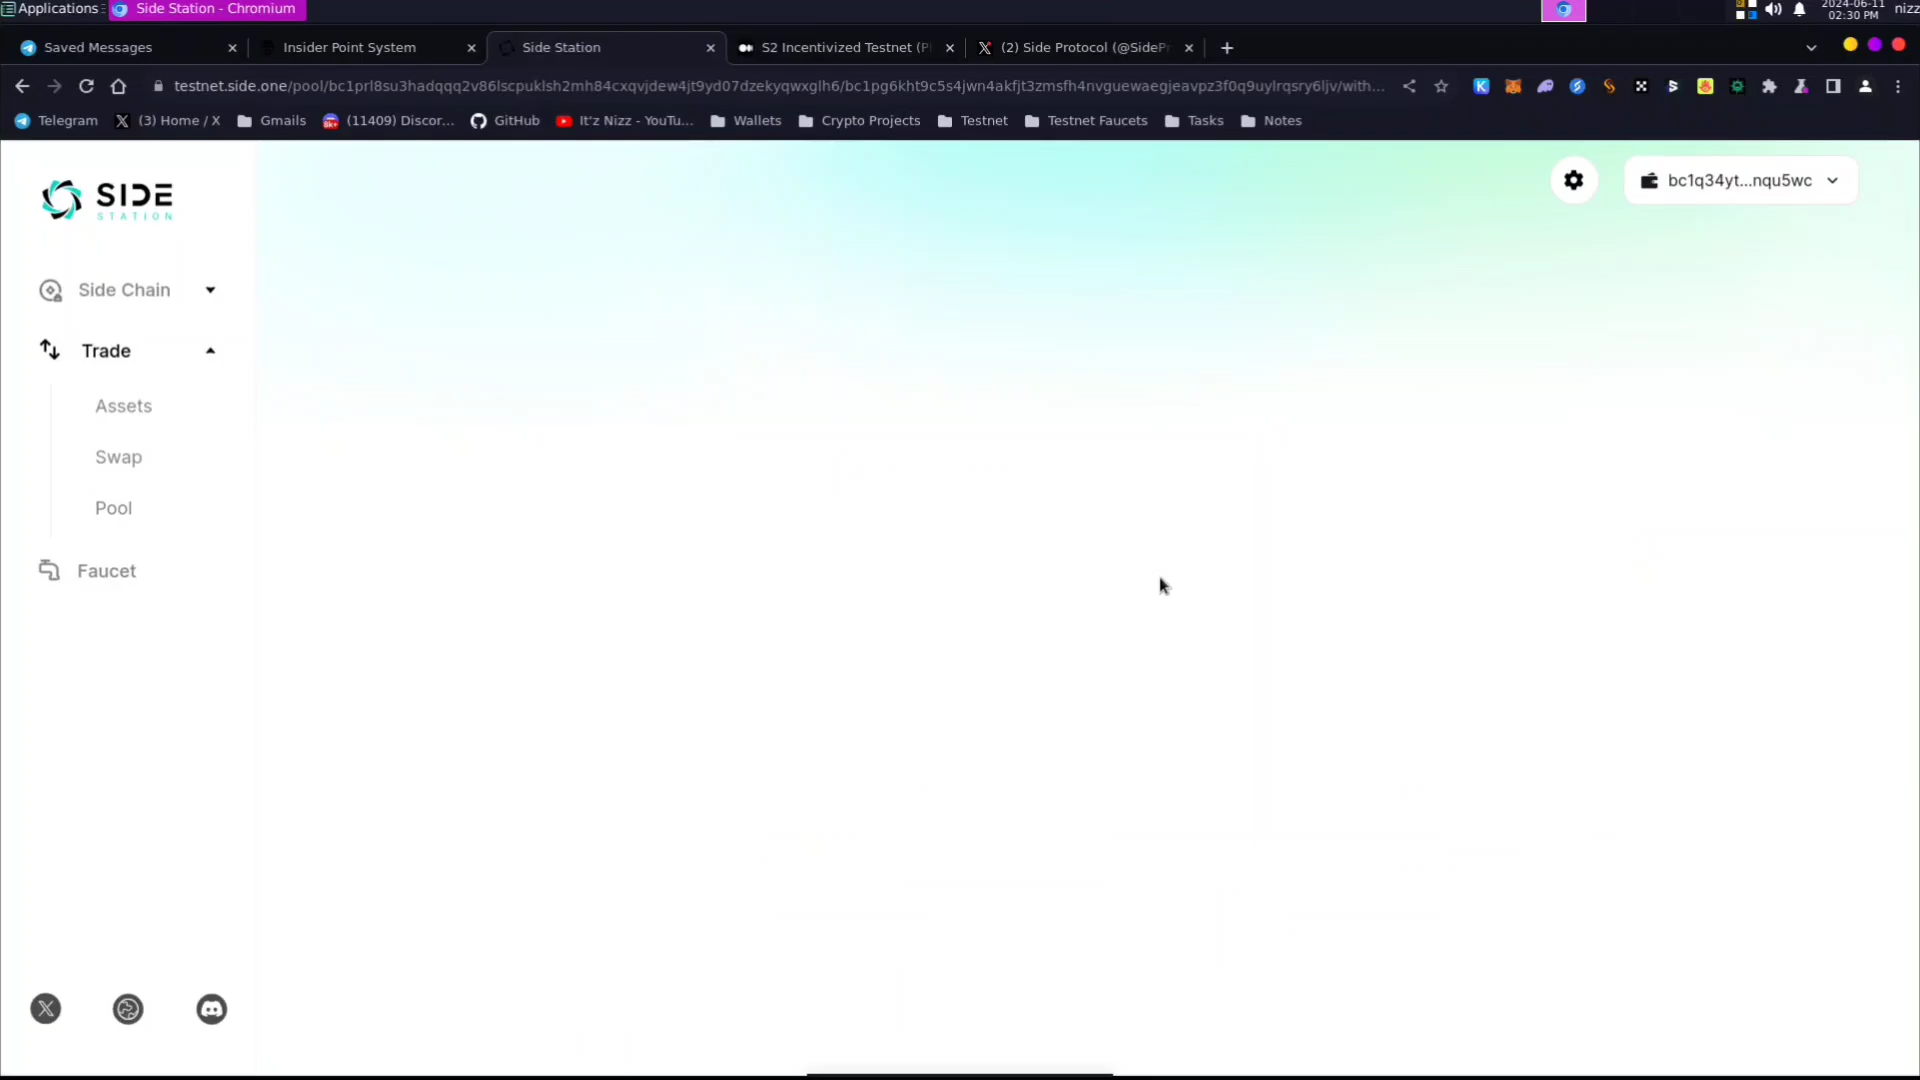 Applications
Side Station - Chromium
2024-06-11
02:30 PM
nizz
Saved Messages
Insider Point System
Side Station
S2 Incentivized Testnet (P
(2) Side Protocol (@SidePr
testnet.side.one/pool/bc1prl8su3hadqqq2v86lscpuklsh2mh84cxqvjdew4jt9yd07dzekyqwxglh6/bc1pg6kht9c5s4jwn4akfjt3zmsfh4nvguewaegjeavpz3f0q9uylrqsry6ljv/with...
Telegram
(3) Home / X
Gmails
(11409) Discor...
GitHub
It'z Nizz - YouTu...
Wallets
Crypto Projects
Testnet
Testnet Faucets
Tasks
Notes
SIDE
STATION
bc1q34yt...nqu5wc
Side Chain
Trade
Assets
Swap
Pool
Faucet